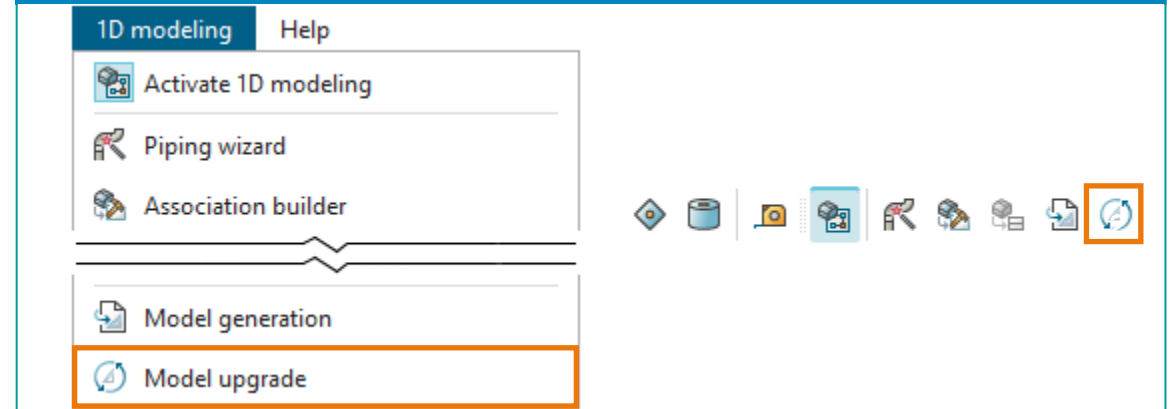 1D modeling Help
Activate 1D modeling
Piping wizard
Association builder
Model generation
Model upgrade